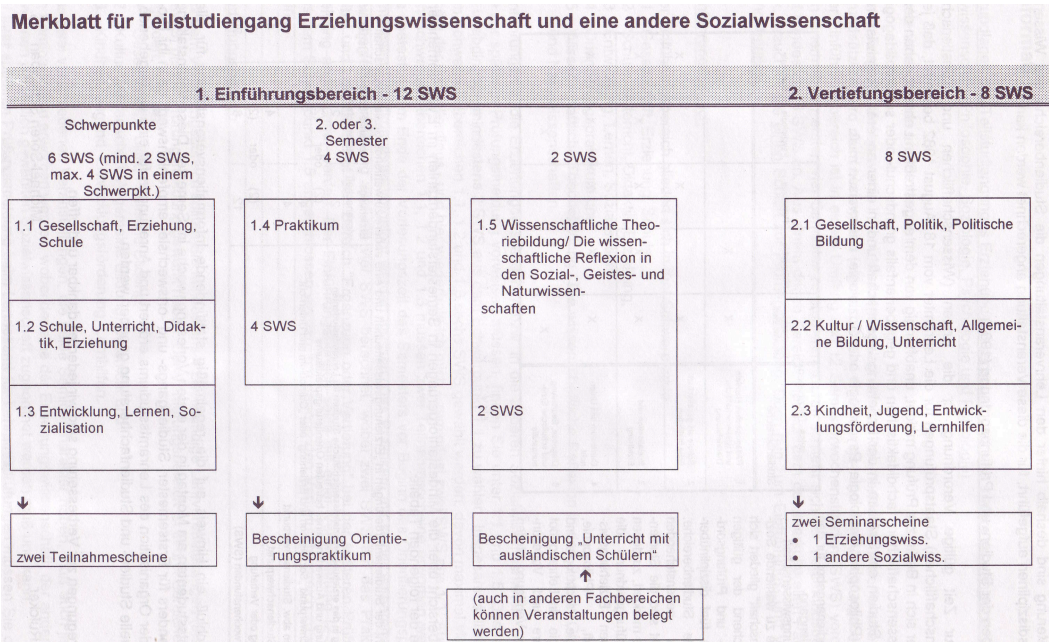 Merkblatt für Teilstudiengang Erziehungswissenschaft und eine andere Sozialwissenschaft
1. Einführungsbereich - 12 SWS
2. Vertiefungsbereich - 8 SWS
Schwerpunkte
6 SWS (mind. 2 SWS,
max. 4 SWS in einem
Schwerpkt.)
2. oder 3.
Semester
4 SWS
2 SWS
8 SWS
1.1 Gesellschaft, Erziehung,
Schule
1.2 Schule, Unterricht, Didak-
tik, Erziehung
1.3 Entwicklung, Lernen, So-
zialisation
1.4 Praktikum
4 SWS
1.5 Wissenschaftliche Theo-
riebildung/ Die wissen-
schaftliche Reflexion in
den Sozial-, Geistes- und
Naturwissen-
schaften
2 SWS
2.1 Gesellschaft, Politik, Politische
Bildung
2.2 Kultur / Wissenschaft, Allgemei-
ne Bildung, Unterricht
2.3 Kindheit, Jugend, Entwick-
lungsförderung, Lernhilfen
zwei Teilnahmescheine
Bescheinigung Orientie-
rungspraktikum
Bescheinigung „Unterricht mit
ausländischen Schülern"
zwei Seminarscheine
• 1 Erziehungswiss.
• 1 andere Sozialwiss.
(auch in anderen Fachbereichen
können Veranstaltungen belegt
werden)